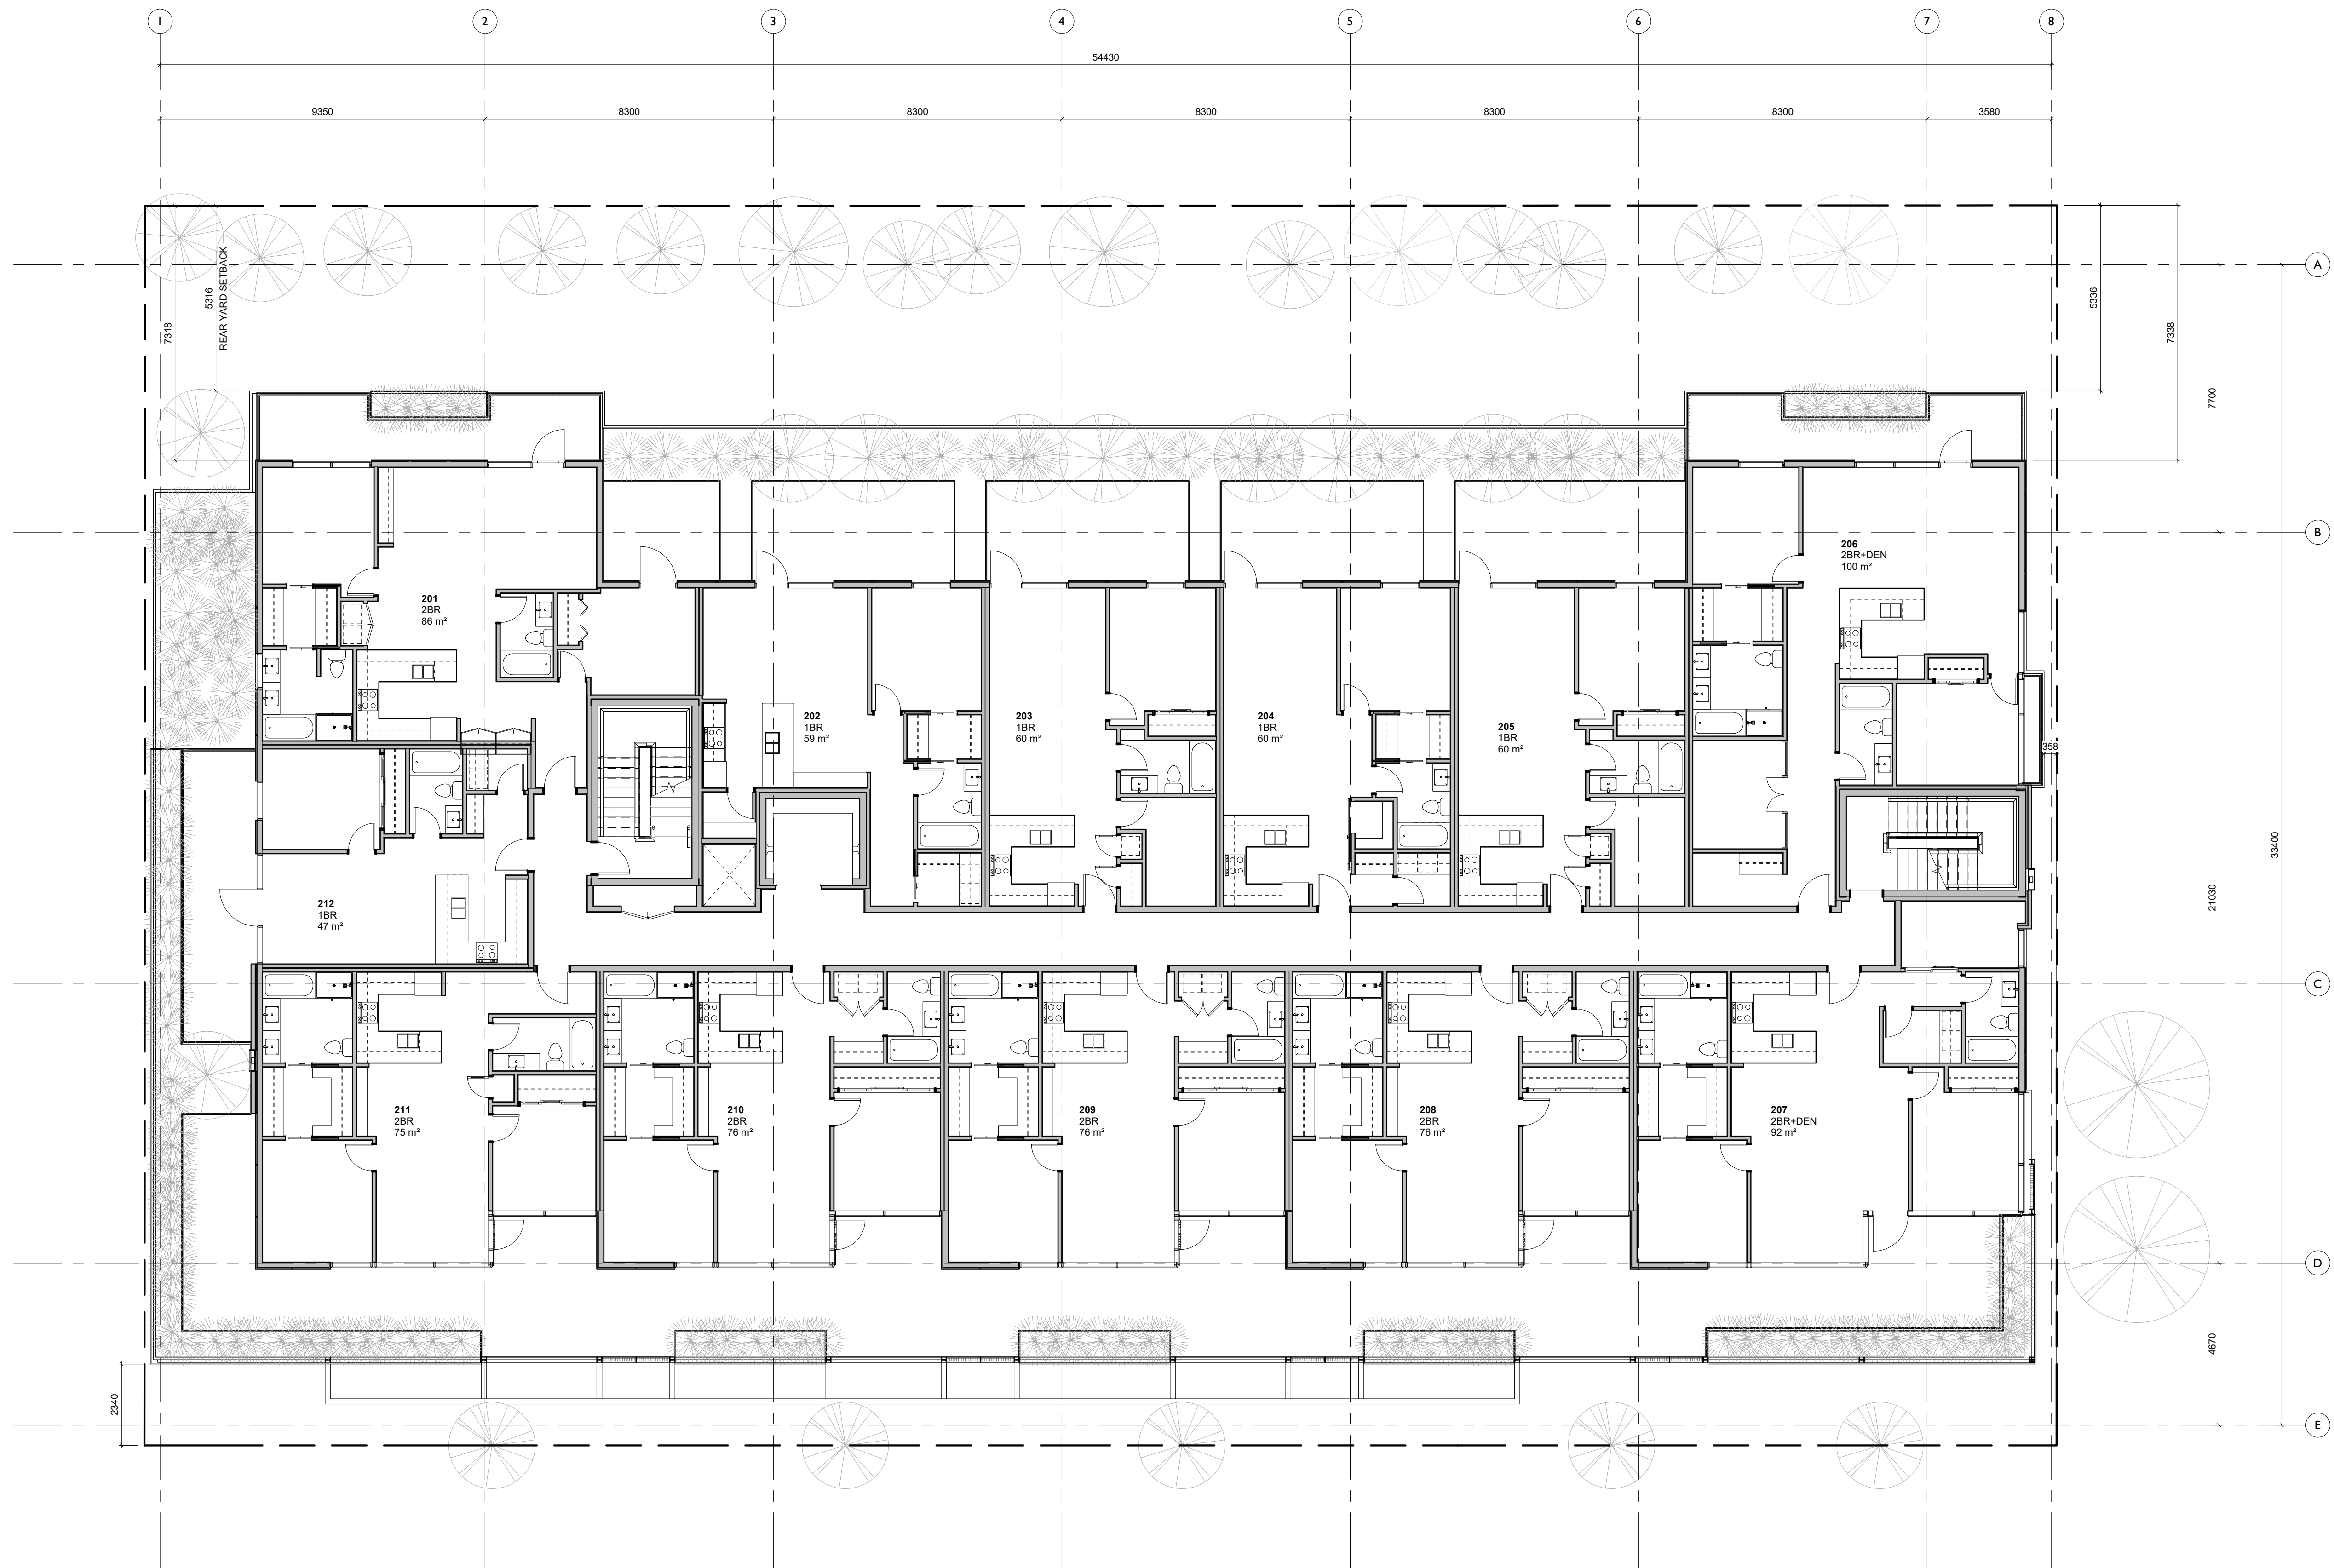 1 2 3 4 5 6 7 8
54430
9350 8300 8300 8300 8300 8300 3580
A
5316
REAR YARD SETBACK
7318
5336
7338
7700
B
201
2BR
86 m²
202
1BR
59 m²
203
1BR
60 m²
204
1BR
60 m²
205
1BR
60 m²
206
2BR+DEN
100 m²
358
33400
21030
212
1BR
47 m²
C
211
2BR
75 m²
210
2BR
76 m²
209
2BR
76 m²
208
2BR
76 m²
207
2BR+DEN
92 m²
D
4670
2340
E